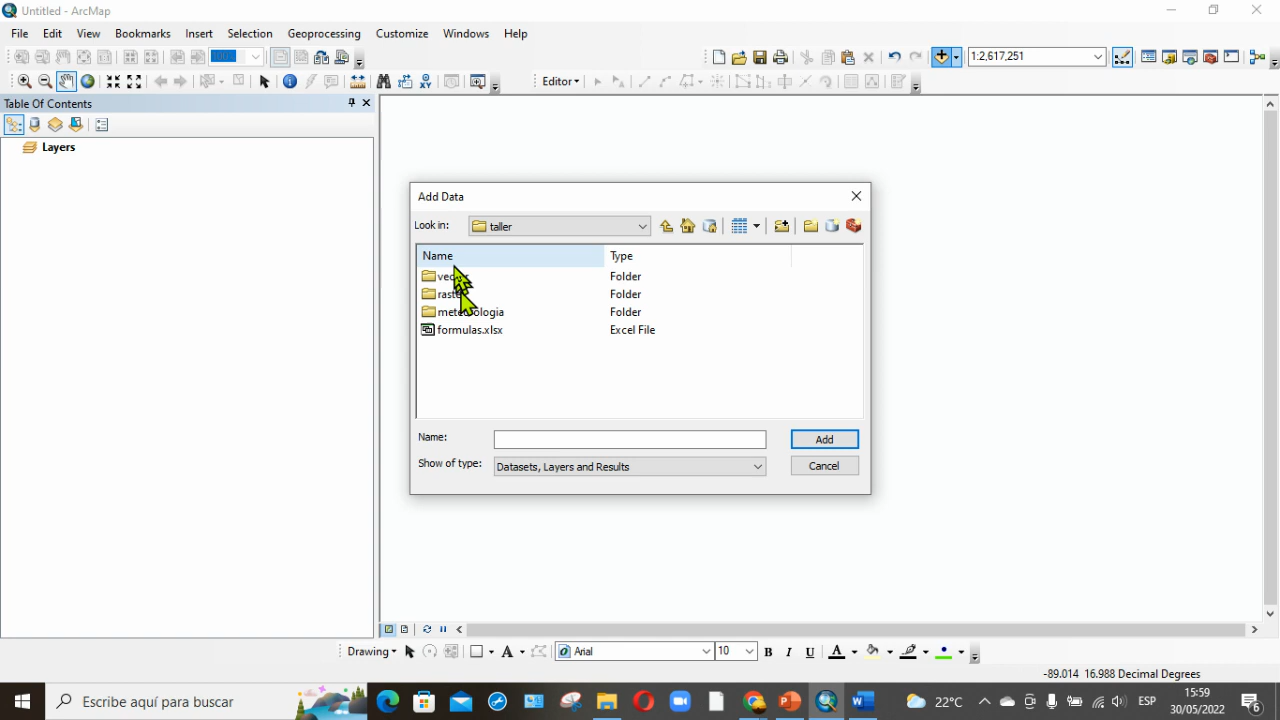 Untitled - ArcMap
File Edit View Bookmarks Insert Selection Geoprocessing Customize Windows Help
1:2,617,251
Editor
Table Of Contents
Layers
Add Data
Look in: taller
Name Type
Folder
Folder
Folder
formulas.xlsx Excel File
Name: Add
Show of type: Datasets, Layers and Results Cancel
Drawing A Arial 10 B I U A
-89.014 16.988 Decimal Degrees
Escribe aquí para buscar 22°C ESP 15:59
30/05/2022 6